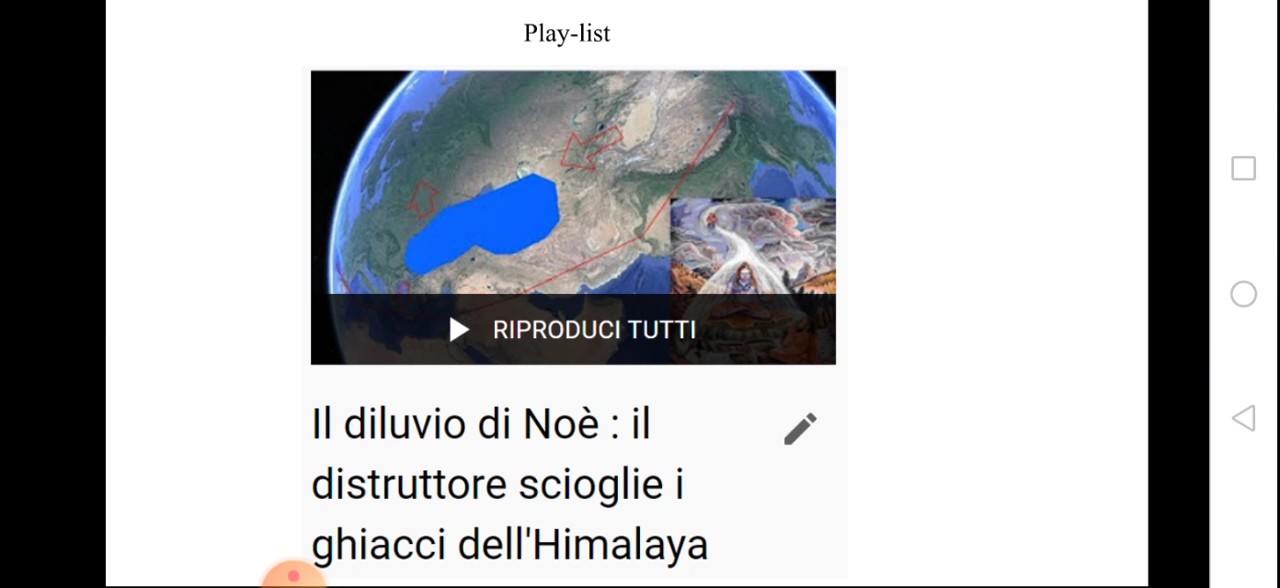 Play-list
RIPRODUCI TUTTI
Il diluvio di Noè : il
distruttore scioglie i
ghiacci dell'Himalaya